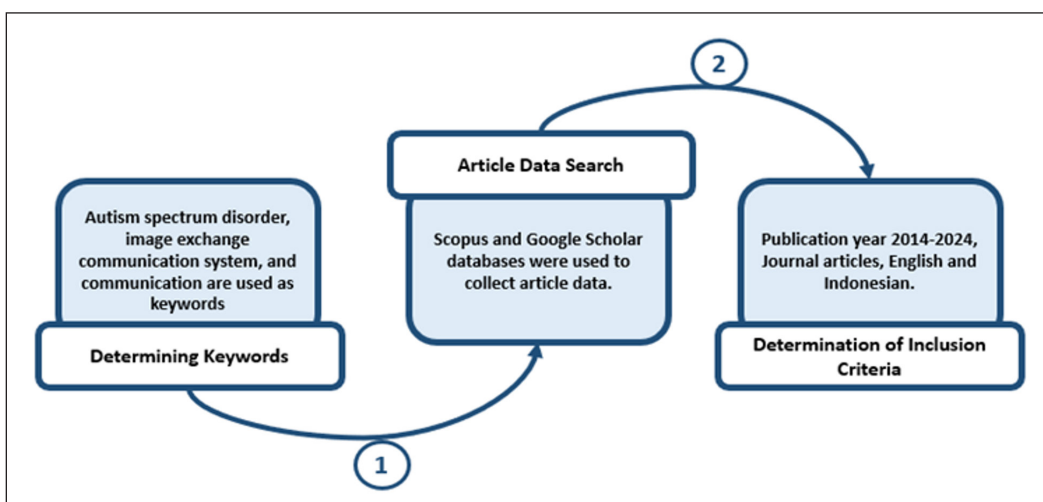 Autism spectrum disorder,
image exchange
communication system, and
communication are used as
keywords
Determining Keywords
1
Article Data Search
Scopus and Google Scholar
databases were used to
collect article data.
2
Publication year 2014-2024,
Journal articles, English and
Indonesian.
Determination of Inclusion
Criteria